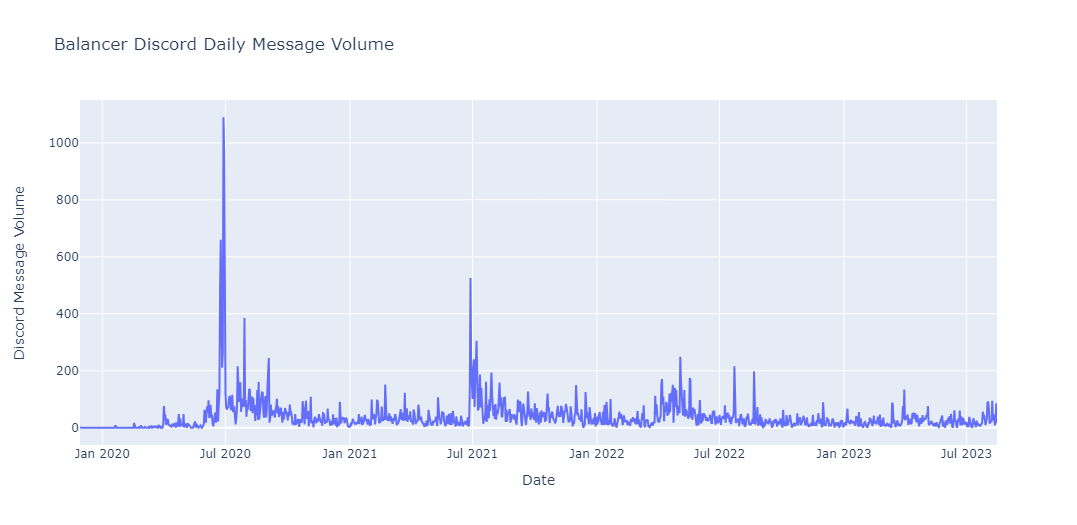 Balancer Discord Daily Message Volume
Discord Message Volume
1000
800
600
400
200
0
Jan 2020
Jul 2020
Jan 2021
Jul 2021
Jan 2022
Jul 2022
Jan 2023
Jul 2023
Date